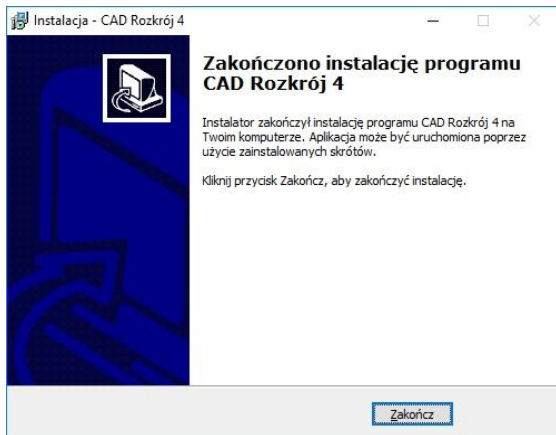 Instalacja - CAD Rozkrój 4
Zakończono instalację programu
CAD Rozkrój 4
Instalator zakończył instalację programu CAD Rozkrój 4 na
Twoim komputerze. Aplikacja może być uruchomiona poprzez
użycie zainstalowanych skrótów.
Kliknij przycisk Zakończ, aby zakończyć instalację.
Zakończ